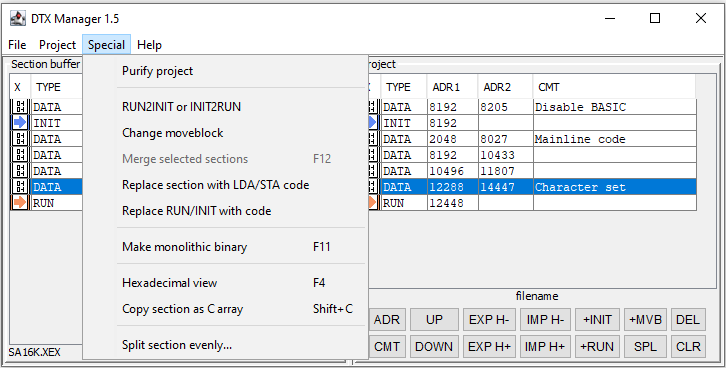 DTX Manager 1.5
File Project Special Help
Section buffer
X TYPE
DATA
INIT
DATA
DATA
DATA
DATA
RUN
SA16K.XEX
Purify project
RUN2INIT or INIT2RUN
Change moveblock
Merge selected sections F12
Replace section with LDA/STA code
Replace RUN/INIT with code
Make monolithic binary F11
Hexadecimal view F4
Copy section as C array Shift+C
Split section evenly...
TYPE ADR1 ADR2 CMT
DATA 8192 8205 Disable BASIC
INIT 8192
DATA 2048 8027 Mainline code
DATA 8192 10433
DATA 10496 11807
DATA 12288 14447 Character set
RUN 12448
filename
ADR UP EXP H- IMP H- +INIT +MVB DEL
CMT DOWN EXP H+ IMP H+ +RUN SPL CLR